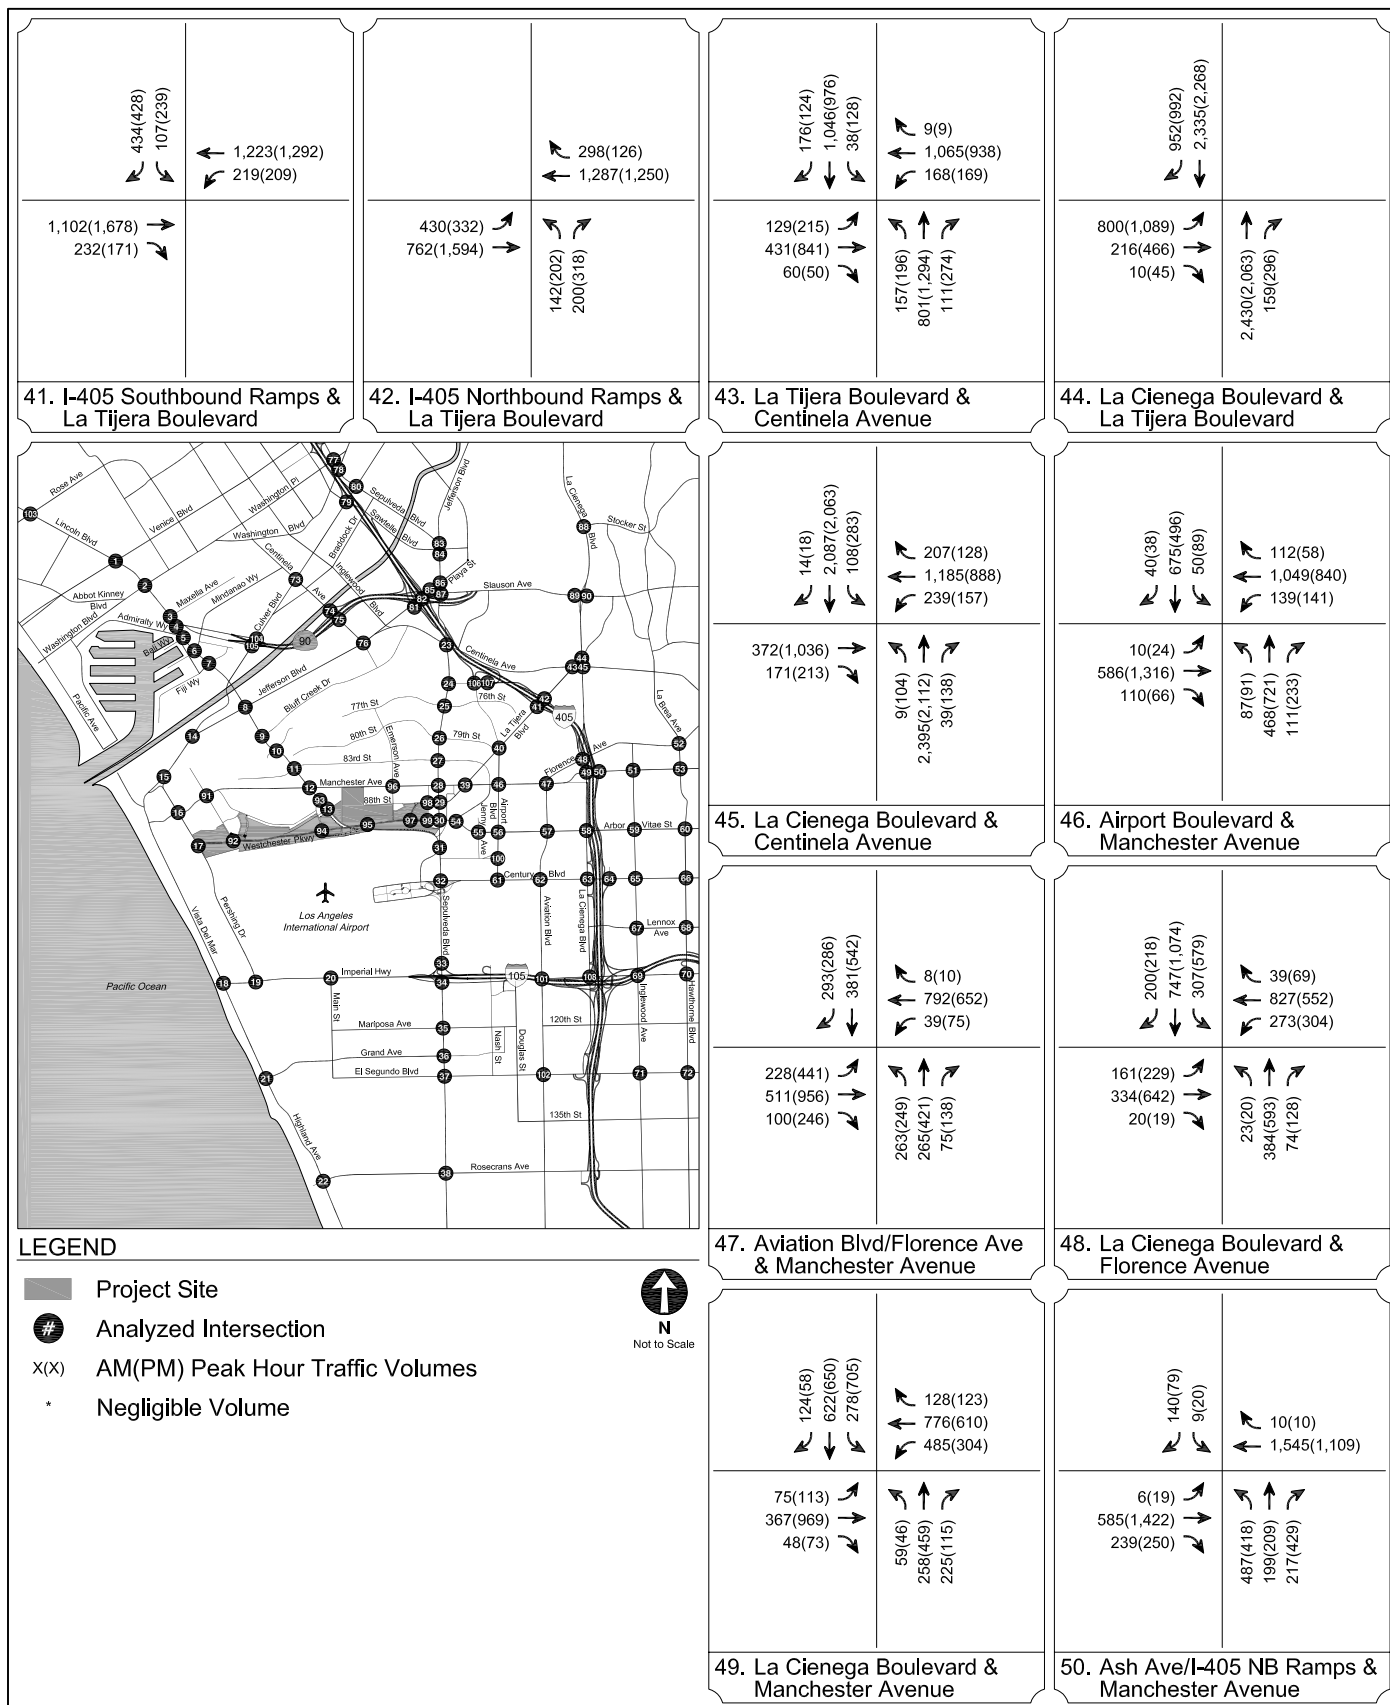 434(428)
107(239)
1,223(1,292)
219(209)
1,102(1,678)
232(171)
41. I-405 Southbound Ramps &
La Tijera Boulevard
298(126)
1,287(1,250)
430(332)
762(1,594)
142(202)
200(318)
42. I-405 Northbound Ramps &
La Tijera Boulevard
176(124)
1,046(976)
38(128)
9(9)
1,065(938)
168(169)
129(215)
431(841)
60(50)
157(196)
801(1,294)
111(274)
43. La Tijera Boulevard &
Centinela Avenue
952(992)
2,335(2,268)
800(1,089)
216(466)
10(45)
2,430(2,063)
159(296)
44. La Cienega Boulevard &
La Tijera Boulevard
Rose Ave
Lincoln Blvd
Venice Blvd
Washington Pl
Washington Blvd
Abbot Kinney
Blvd
Washington Blvd
Admiralty Wy
Maxella Ave
Mindanao Wy
Bali Wy
Fiji Wy
Pacific Ave
Culver Blvd
Centinela
Ave
Braddock Dr
Inglewood
Blvd
Sepulveda Blvd
Sawtelle Blvd
Jefferson Blvd
Playa St
Slauson Ave
La Cienega
Blvd
Stocker St
Centinela Ave
La Brea Ave
Jefferson Blvd
Bluff Creek Dr
77th St
76th St
80th St
79th St
83rd St
Emerson Ave
La Tijera
Blvd
Florence Ave
Manchester Ave
88th St
Westchester Pkwy
Jenny Ave
Airport
Blvd
Arbor Vitae St
Century Blvd
Los Angeles
International Airport
Sepulveda Blvd
Aviation Blvd
La Cienega Blvd
Lennox
Ave
Vista Del Mar
Pershing Dr
Imperial Hwy
Pacific Ocean
Main St
Mariposa Ave
Grand Ave
El Segundo Blvd
Nash St
Douglas St
120th St
135th St
Inglewood Ave
Hawthorne Blvd
Highland Ave
Rosecrans Ave
90
405
105
14(18)
2,087(2,063)
108(283)
207(128)
1,185(888)
239(157)
372(1,036)
171(213)
9(104)
2,395(2,112)
39(138)
45. La Cienega Boulevard &
Centinela Avenue
40(38)
675(496)
50(89)
112(58)
1,049(840)
139(141)
10(24)
586(1,316)
110(66)
87(91)
468(721)
111(233)
46. Airport Boulevard &
Manchester Avenue
293(286)
381(542)
8(10)
792(652)
39(75)
228(441)
511(956)
100(246)
263(249)
265(421)
75(138)
47. Aviation Blvd/Florence Ave
& Manchester Avenue
200(218)
747(1,074)
307(579)
39(69)
827(552)
273(304)
161(229)
334(642)
20(19)
23(20)
384(593)
74(128)
48. La Cienega Boulevard &
Florence Avenue
LEGEND
Project Site
# Analyzed Intersection
X(X) AM(PM) Peak Hour Traffic Volumes
* Negligible Volume
N
Not to Scale
124(58)
622(650)
278(705)
128(123)
776(610)
485(304)
75(113)
367(969)
48(73)
59(46)
258(459)
225(115)
49. La Cienega Boulevard &
Manchester Avenue
140(79)
9(20)
10(10)
1,545(1,109)
6(19)
585(1,422)
239(250)
487(418)
199(209)
217(429)
50. Ash Ave/I-405 NB Ramps &
Manchester Avenue